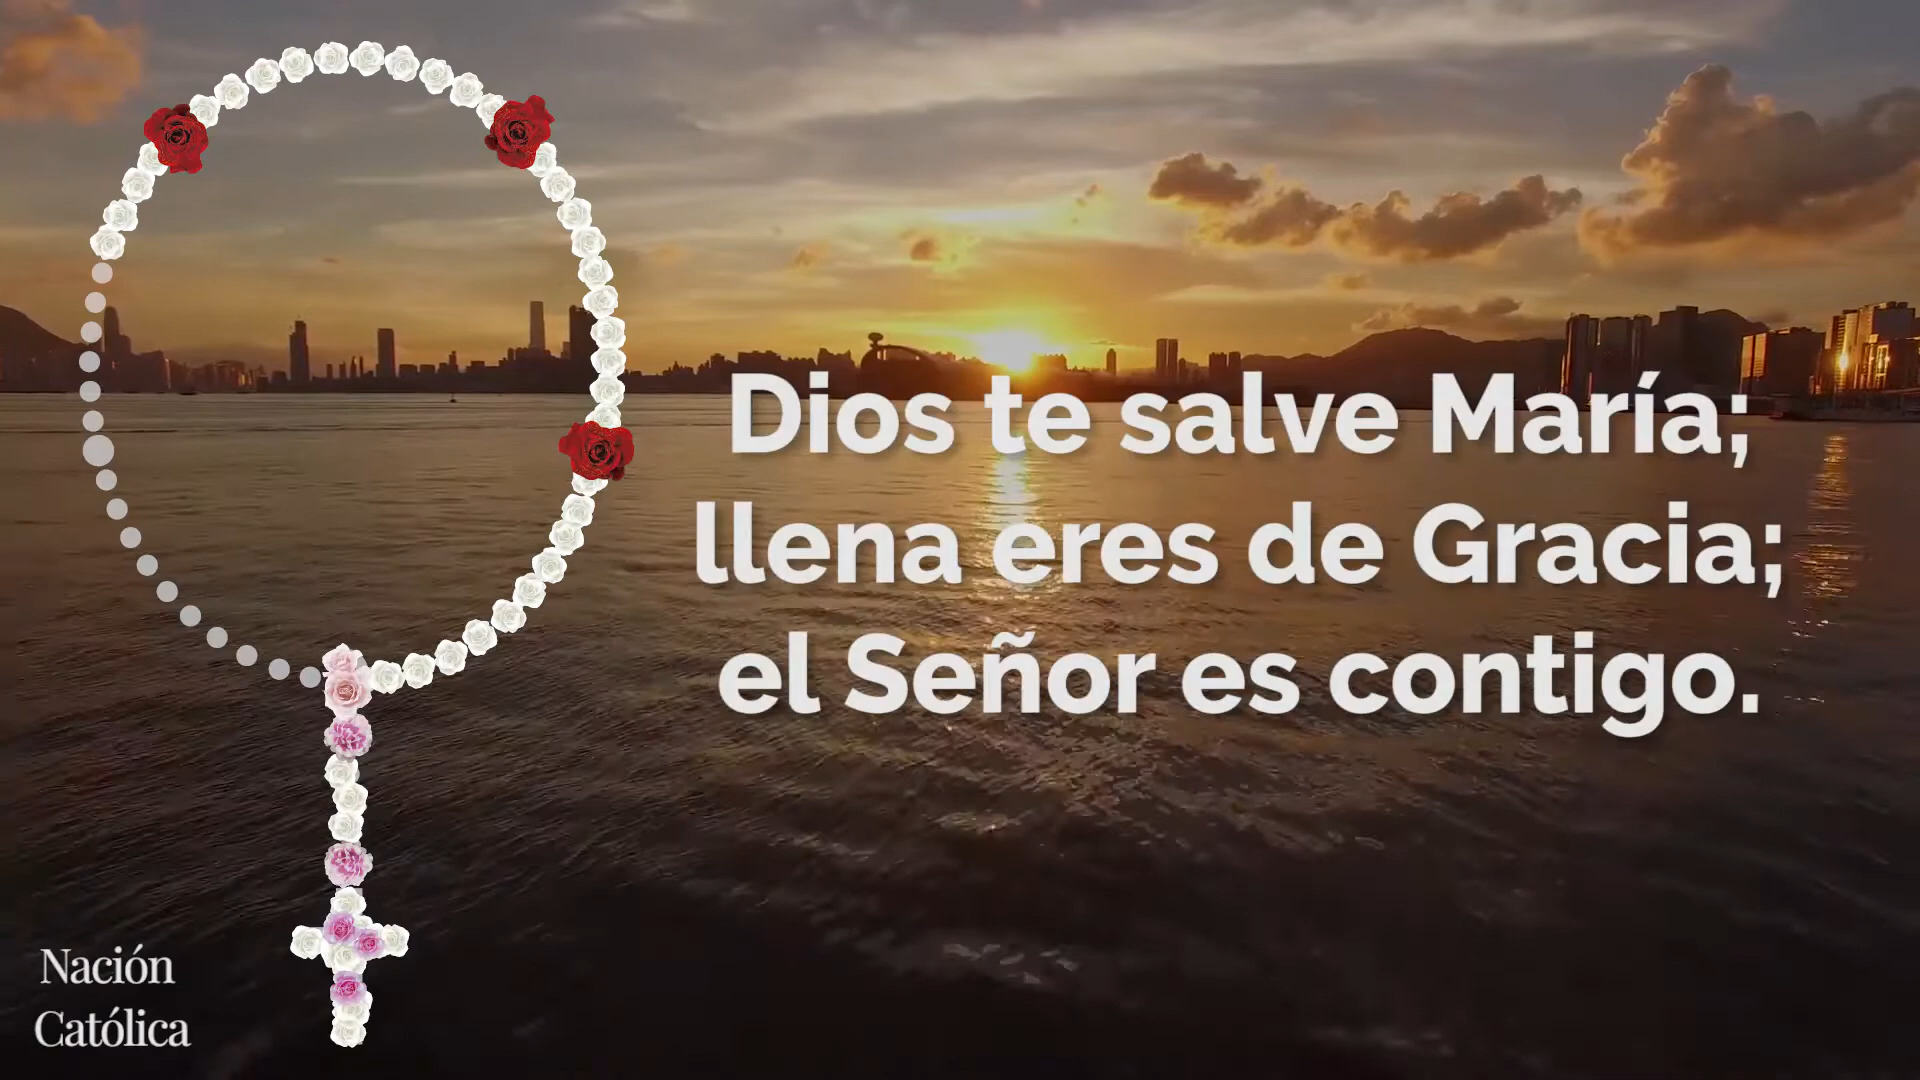 Dios te salve María;
llena eres de Gracia;
el Señor es contigo.
Nación
Católica